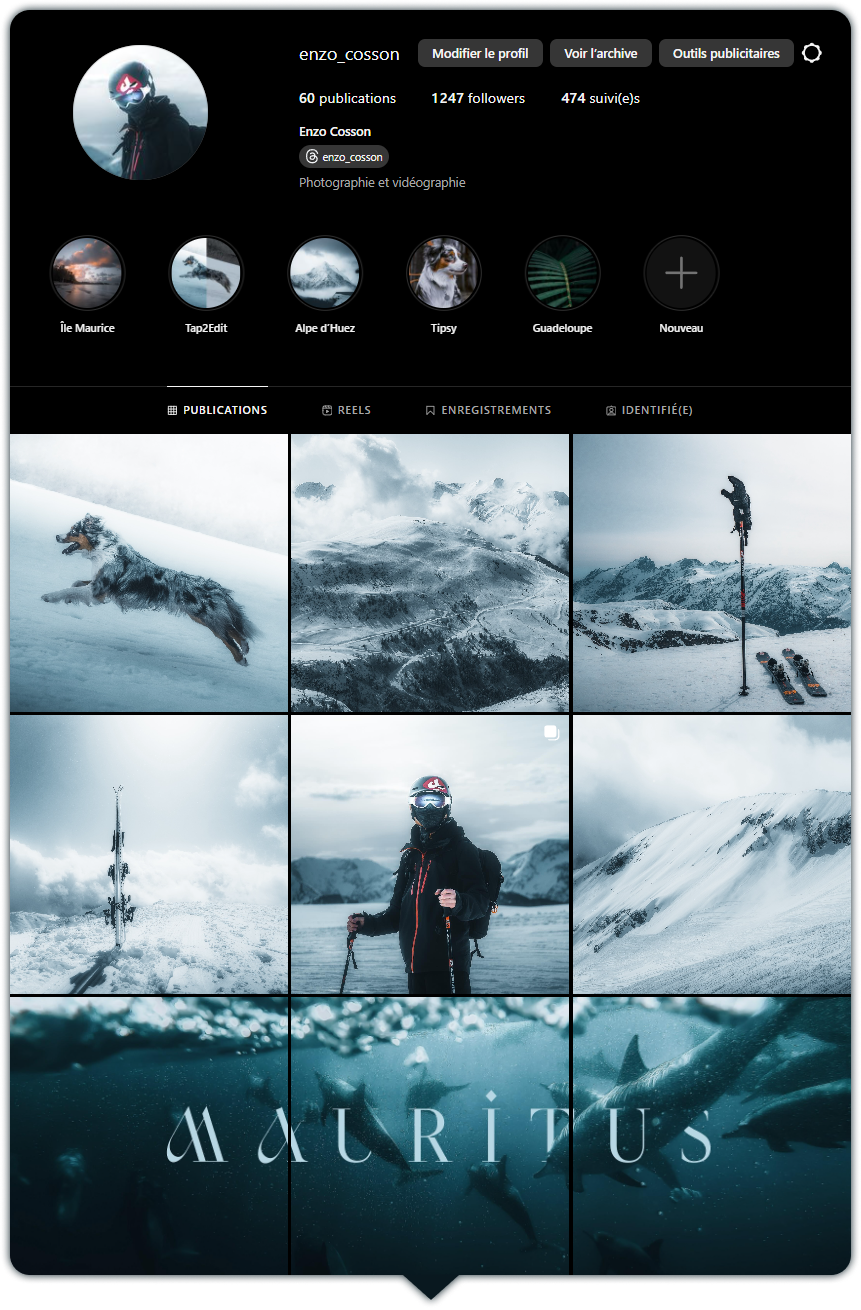 enzo_cosson Modifier le profil Voir l'archive Outils publicitaires
60 publications 1247 followers 474 suivi(e)s
Enzo Cosson
enzo_cosson
Photographie et vidéographie
Île Maurice Tap2Edit Alpe d'Huez Tipsy Guadeloupe Nouveau
PUBLICATIONS REELS ENREGISTREMENTS IDENTIFIÉ(E)
MAURITUS